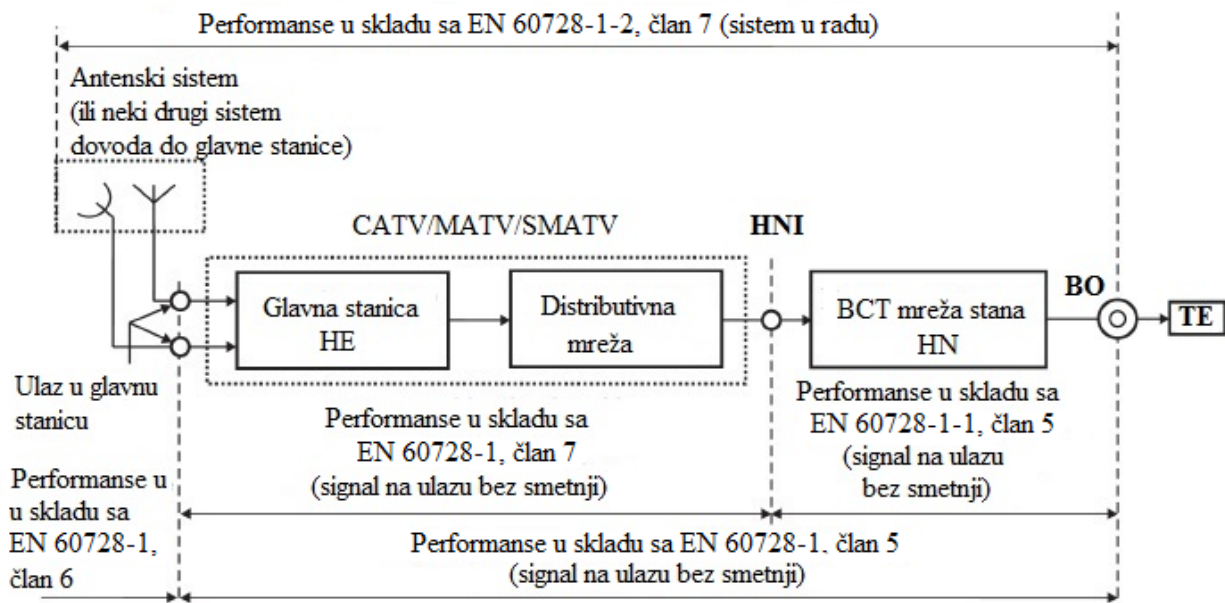 Performanse u skladu sa EN 60728-1-2, član 7 (sistem u radu)
Antenski sistem
(ili neki drugi sistem
dovoda do glavne stanice)
CATV/MATV/SMATV
HNI
Glavna stanica
HE
Distributivna
mreža
BCT mreža stana
HN
BO
TE
Ulaz u glavnu
stanicu
Performanse u skladu sa
EN 60728-1, član 7
(signal na ulazu bez smetnji)
Performanse u skladu sa
EN 60728-1-1, član 5
(signal na ulazu
bez smetnji)
Performanse u
u skladu sa
EN 60728-1,
član 6
Performanse u skladu sa EN 60728-1, član 5
(signal na ulazu bez smetnji)